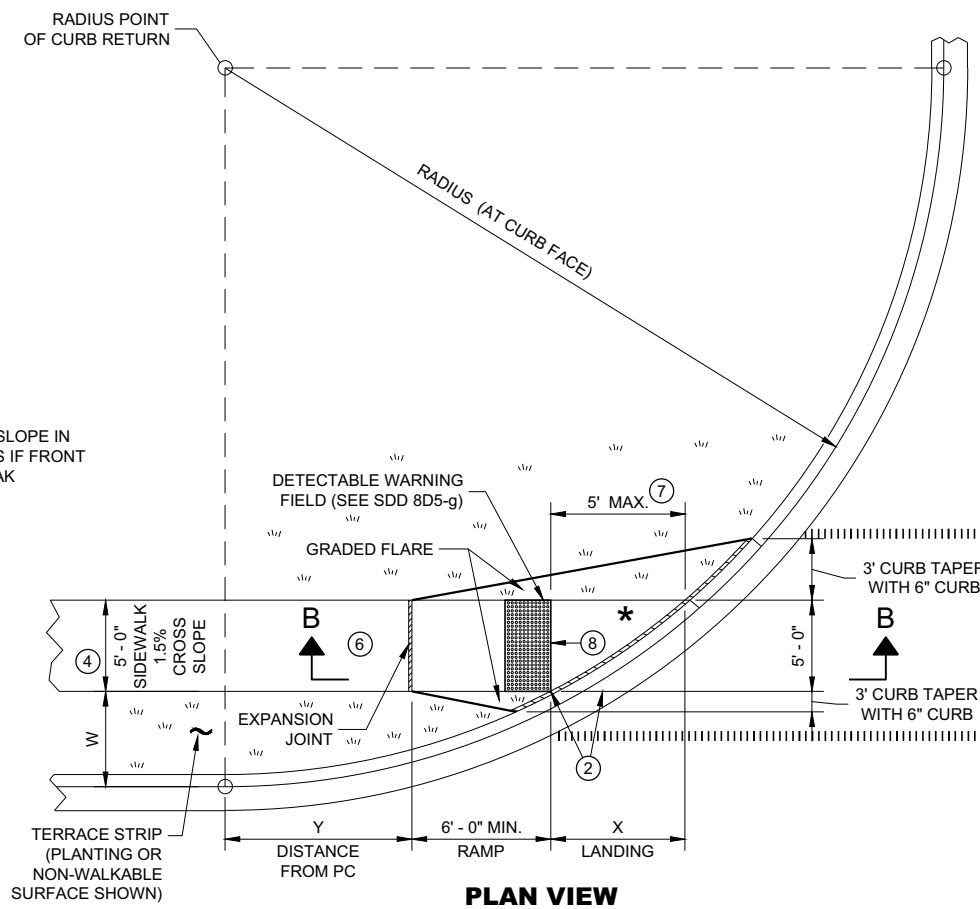 RADIUS POINT
OF CURB RETURN
RADIUS (AT CURB FACE)
SLOPE IN
S IF FRONT
AK
DETECTABLE WARNING
FIELD (SEE SDD 8D5-g)
5' MAX.
7
GRADED FLARE
3' CURB TAPER
WITH 6" CURB
4
5' - 0"
SIDEWALK
1.5%
CROSS
SLOPE
B
6
*
8
5' - 0"
B
W
EXPANSION
JOINT
2
3' CURB TAPER
WITH 6" CURB
TERRACE STRIP
(PLANTING OR
NON-WALKABLE
SURFACE SHOWN)
Y
DISTANCE
FROM PC
6' - 0" MIN.
RAMP
X
LANDING
PLAN VIEW